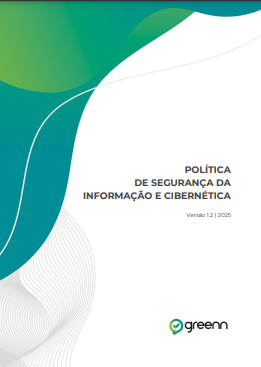 POLÍTICA
DE SEGURANÇA DA
INFORMAÇÃO E CIBERNÉTICA
Versão 1.2 | 2025
greenn